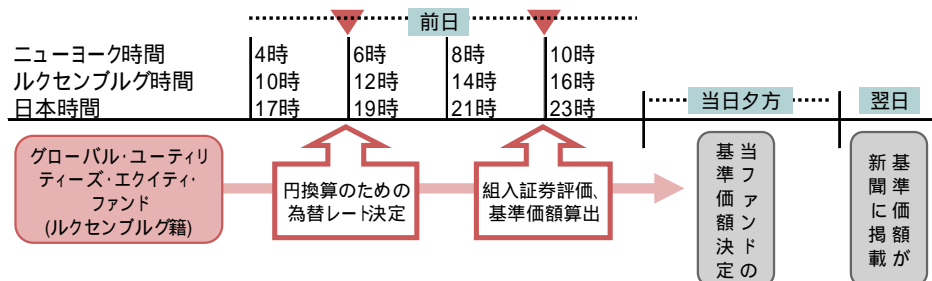 前日
ニューヨーク時間 4時 6時 8時 10時
ルクセンブルグ時間 10時 12時 14時 16時
日本時間 17時 19時 21時 23時
当日夕方
翌日
グローバル・ユーティリ
ティーズ・エクイティ・
ファンド
(ルクセンブルグ籍)
円換算のための
為替レート決定
組入証券評価、
基準価額算出
当ファンドの
基準価額決定
基準価額が
新聞に掲載